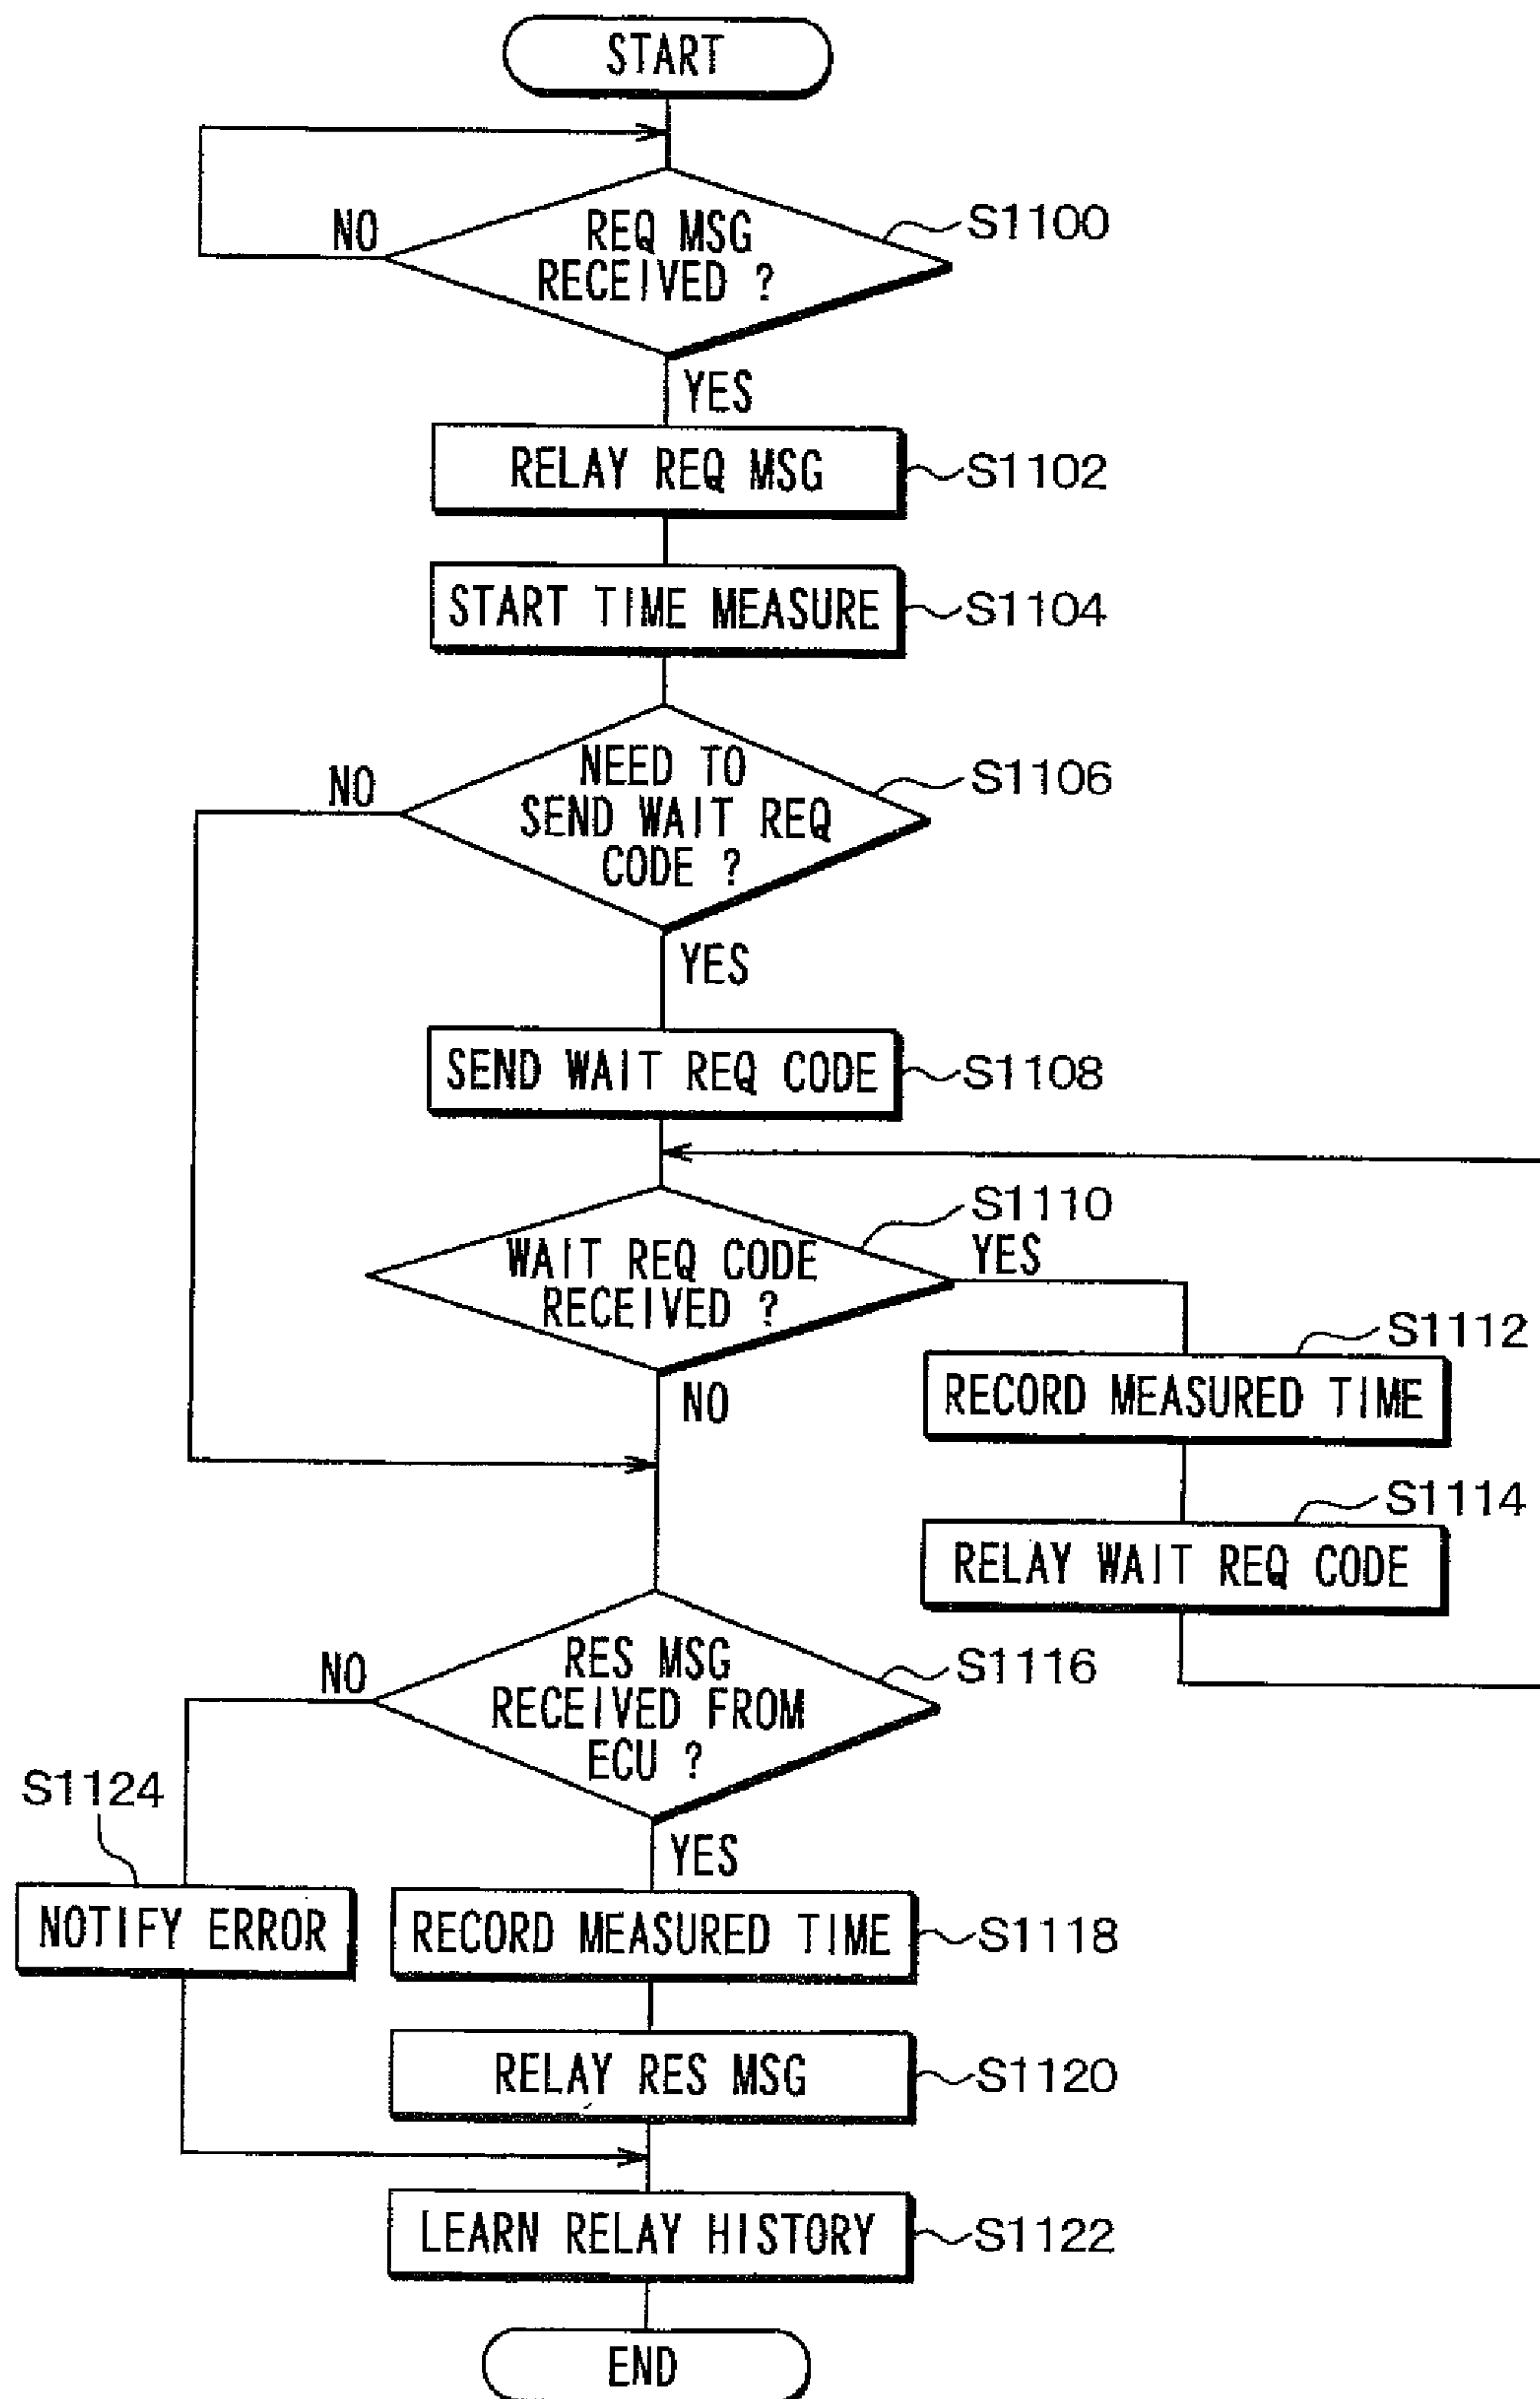 START
NO
REQ MSG
RECEIVED ?
S1100
YES
RELAY REQ MSG
S1102
START TIME MEASURE
S1104
NO
NEED TO
SEND WAIT REQ
CODE ?
S1106
YES
SEND WAIT REQ CODE
S1108
WAIT REQ CODE
RECEIVED ?
S1110
YES
NO
S1112
RECORD MEASURED TIME
S1114
RELAY WAIT REQ CODE
NO
RES MSG
RECEIVED FROM
ECU ?
S1116
YES
S1124
NOTIFY ERROR
RECORD MEASURED TIME
S1118
RELAY RES MSG
S1120
LEARN RELAY HISTORY
S1122
END